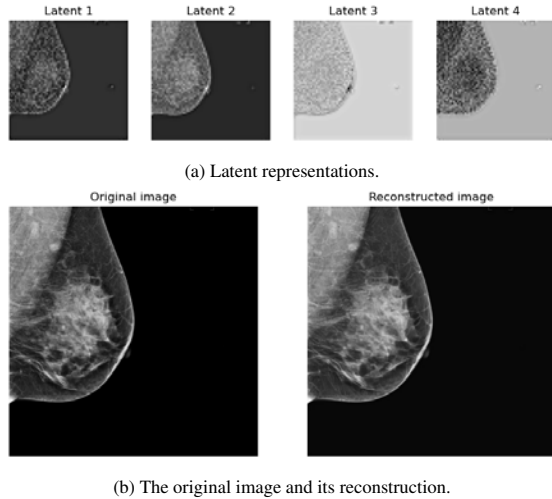 Latent 1 Latent 2 Latent 3 Latent 4
(a) Latent representations.
Original image Reconstructed image
(b) The original image and its reconstruction.